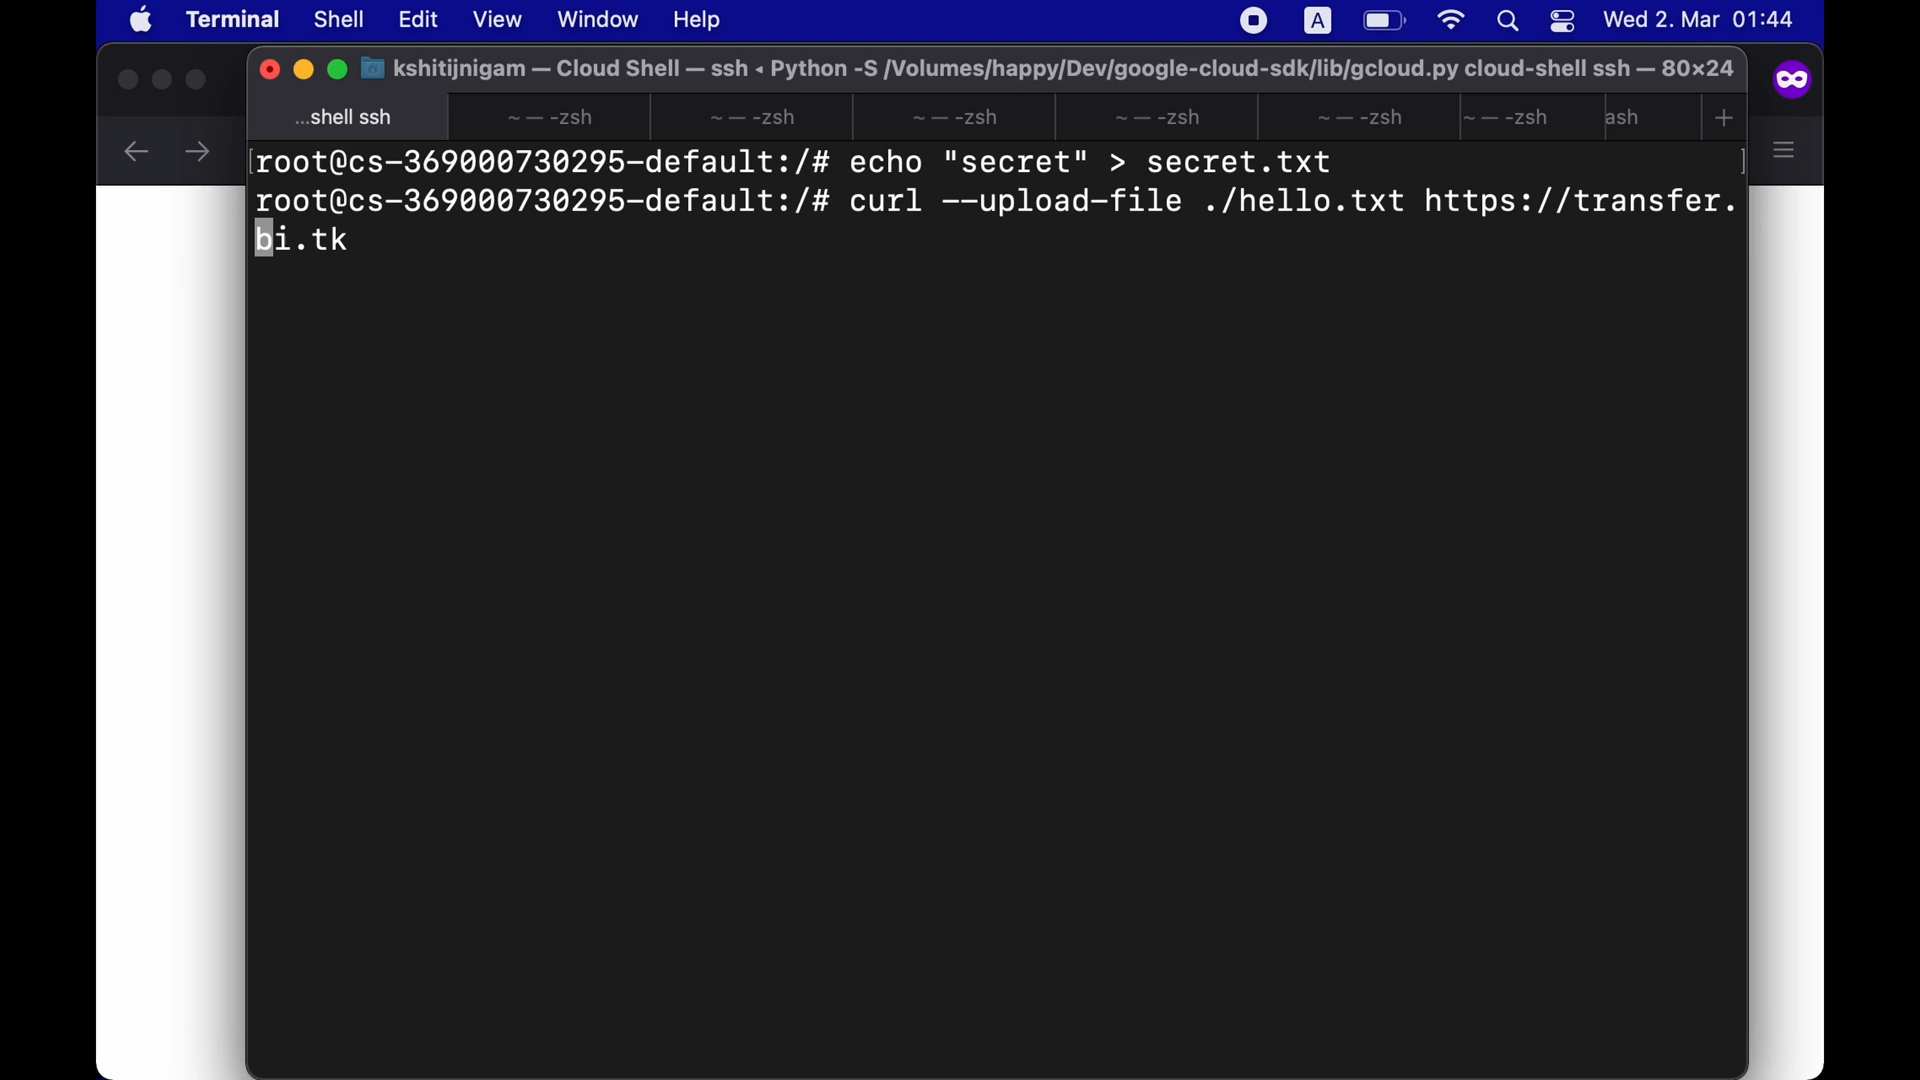 Terminal Shell Edit View Window Help A Wed 2. Mar 01:44
kshitijnigam — Cloud Shell — ssh ◂ Python -S /Volumes/happy/Dev/google-cloud-sdk/lib/gcloud.py cloud-shell ssh — 80×24
...shell ssh ~ — -zsh ~ — -zsh ~ — -zsh ~ — -zsh ~ — -zsh ~ — -zsh ash +
[root@cs-369000730295-default:/# echo "secret" > secret.txt ]
root@cs-369000730295-default:/# curl --upload-file ./hello.txt https://transfer.
bi.tk